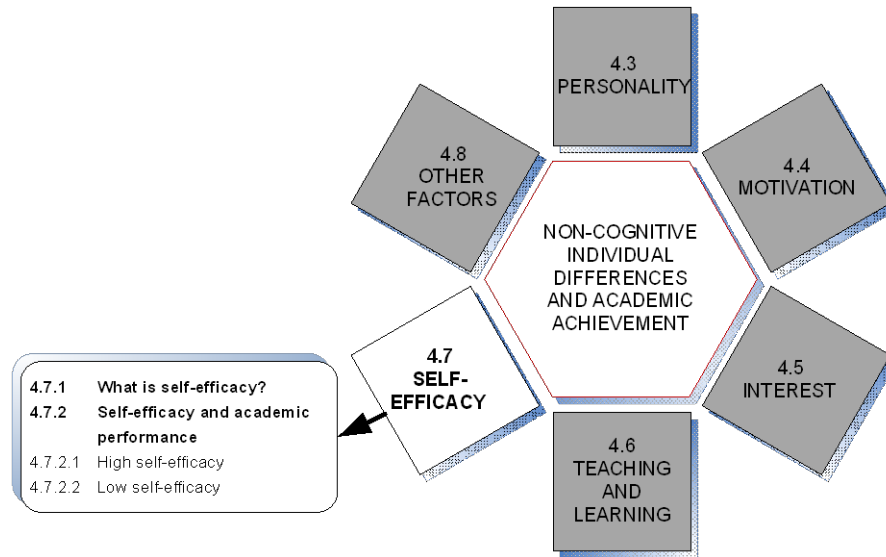 4.3
PERSONALITY
4.4
MOTIVATION
4.5
INTEREST
4.6
TEACHING
AND
LEARNING
4.7
SELF-
EFFICACY
4.8
OTHER
FACTORS
NON-COGNITIVE
INDIVIDUAL
DIFFERENCES
AND ACADEMIC
ACHIEVEMENT
4.7.1 What is self-efficacy?
4.7.2 Self-efficacy and academic
performance
4.7.2.1 High self-efficacy
4.7.2.2 Low self-efficacy